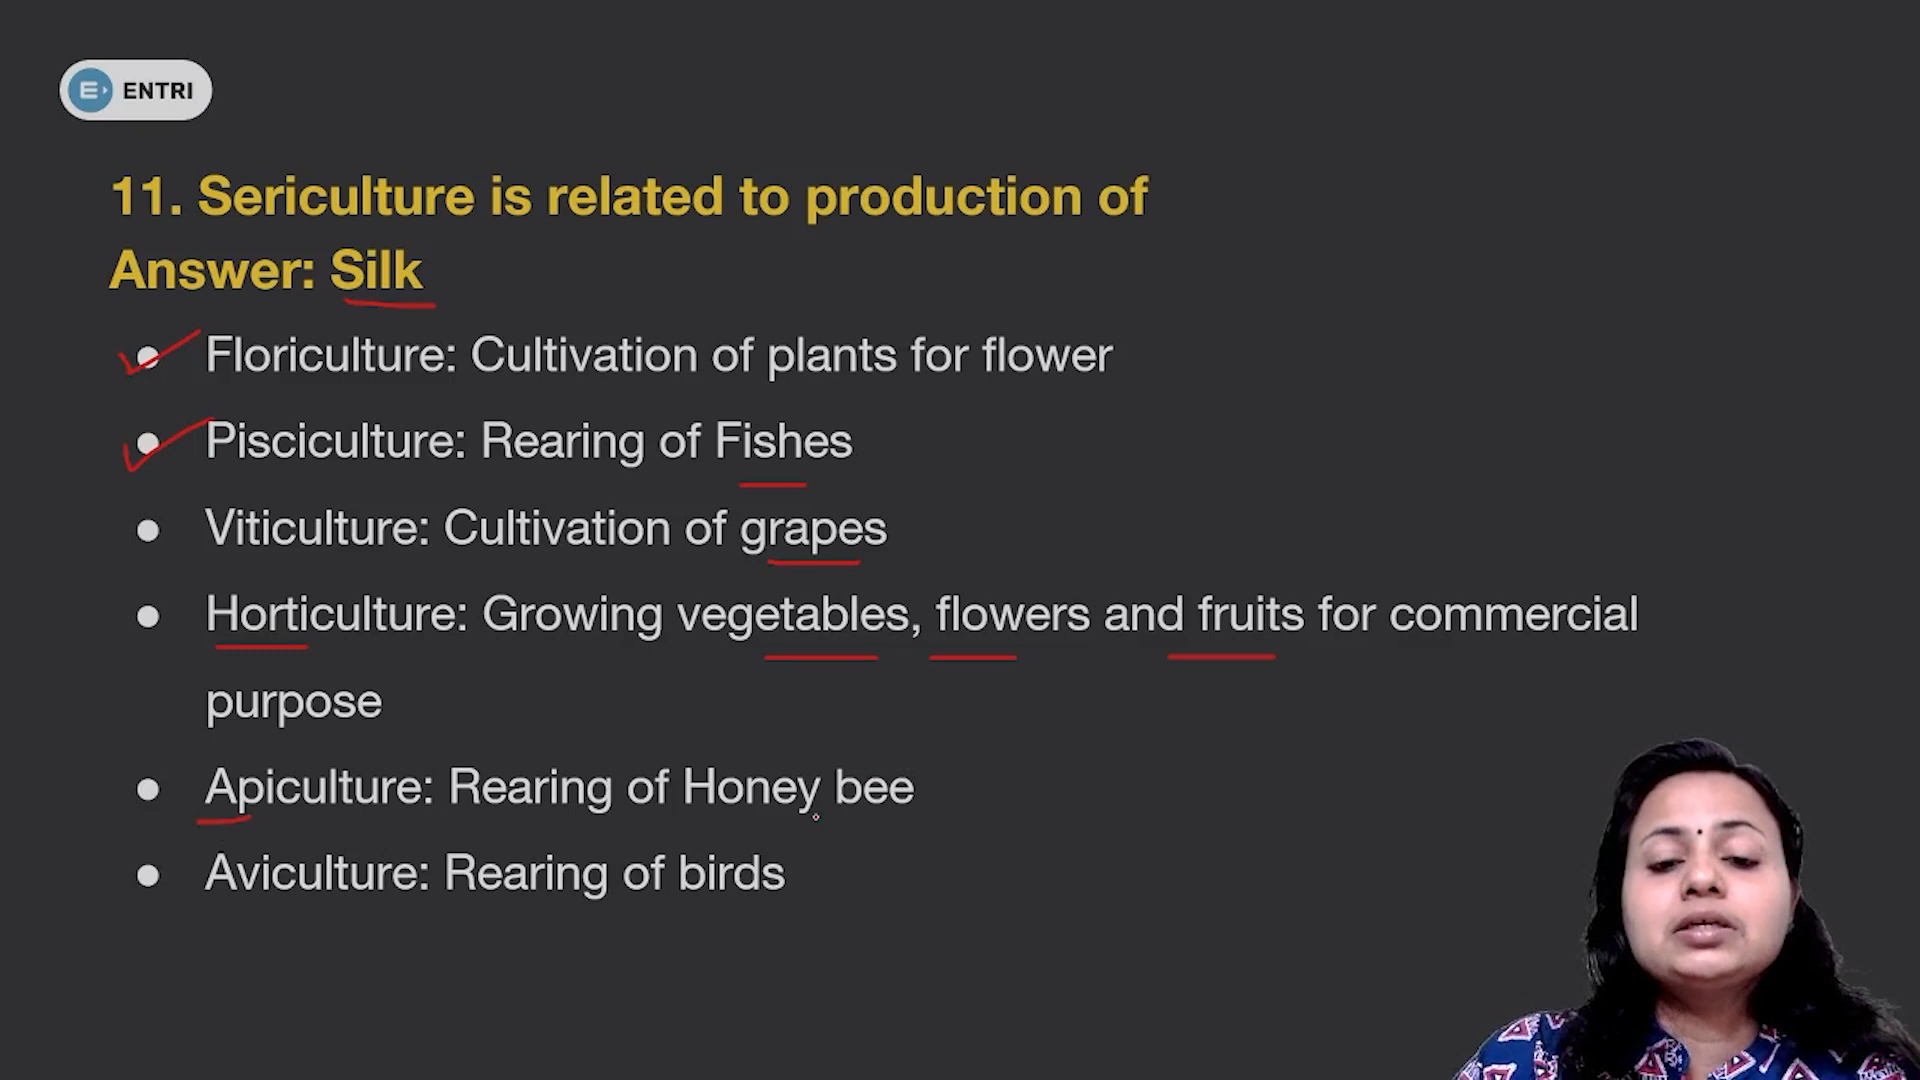 ENTRI
11. Sericulture is related to production of
Answer: Silk
● Floriculture: Cultivation of plants for flower
● Pisciculture: Rearing of Fishes
● Viticulture: Cultivation of grapes
● Horticulture: Growing vegetables, flowers and fruits for commercial
purpose
● Apiculture: Rearing of Honey bee
● Aviculture: Rearing of birds